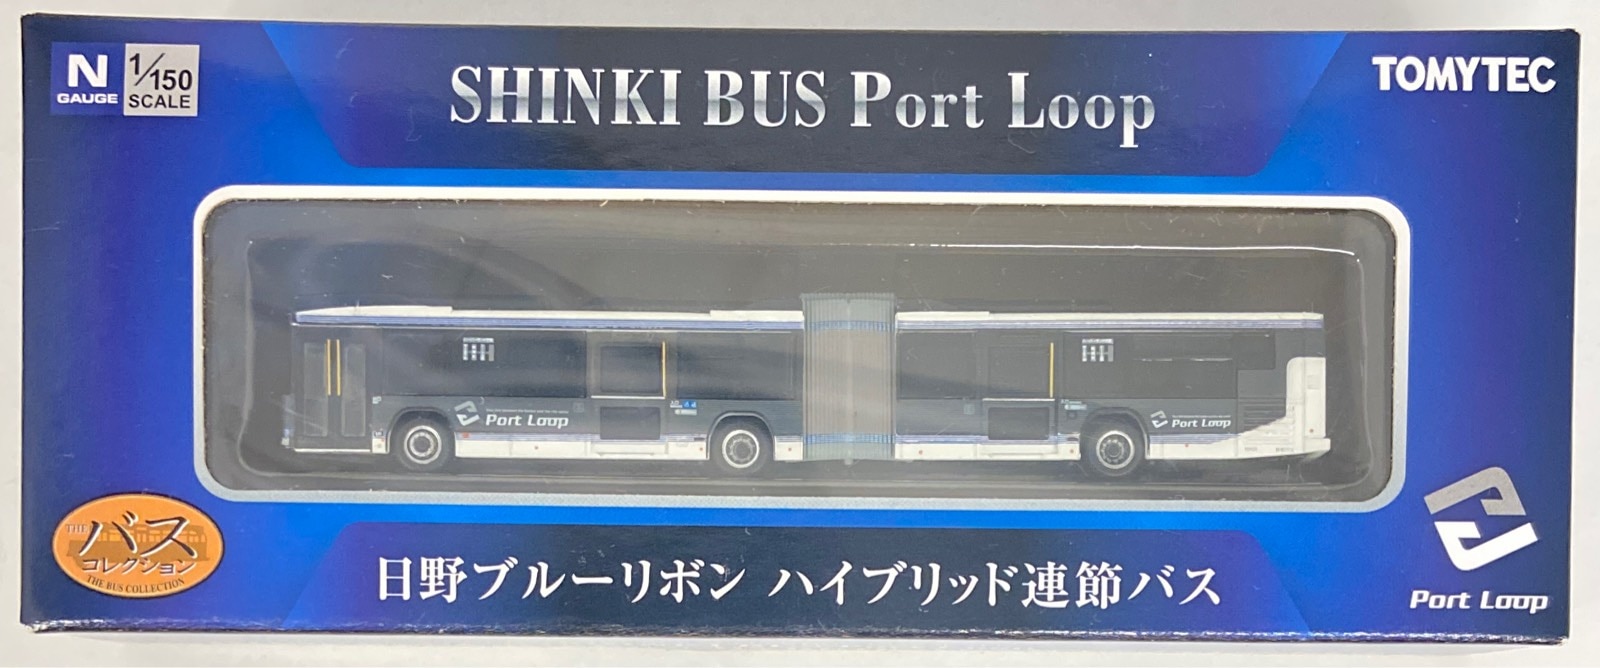 N
GAUGE
1/150
SCALE
SHINKI BUS Port Loop
TOMYTEC
Port Loop
Port Loop
THE
バス
コレクション
THE BUS COLLECTION
日野ブルーリボン ハイブリッド連節バス
Port Loop